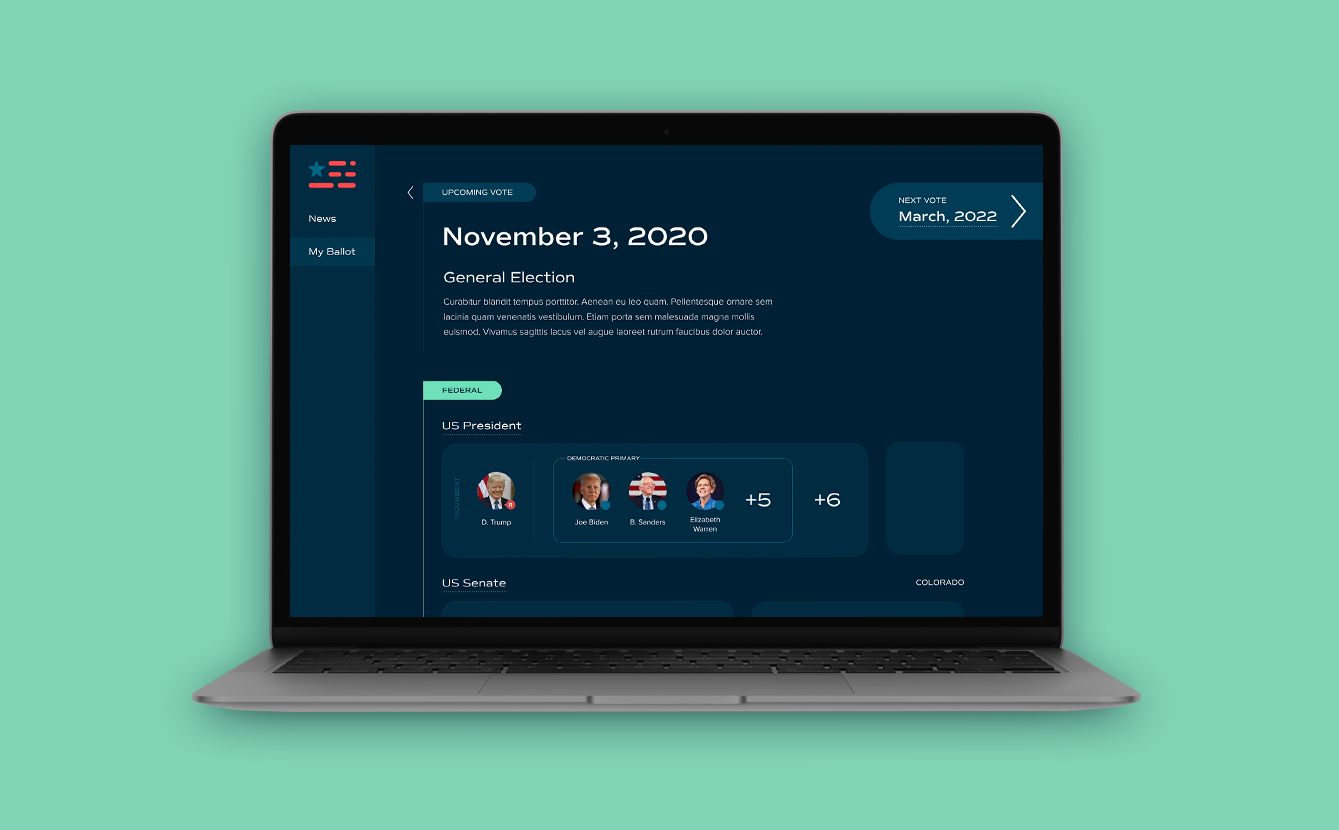 News
My Ballot
UPCOMING VOTE
November 3, 2020
General Election
Curabitur blandit tempus porttitor. Aenean eu leo quam. Pellentesque ornare sem
lacinia quam venenatis vestibulum. Etiam porta sem malesuada magna mollis
euismod. Vivamus sagittis lacus vel augue laoreet rutrum faucibus dolor auctor.
NEXT VOTE
March, 2022
FEDERAL
US President
INCUMBENT
R
D. Trump
DEMOCRATIC PRIMARY
Joe Biden
B. Sanders
Elizabeth
Warren
+5
+6
US Senate
COLORADO